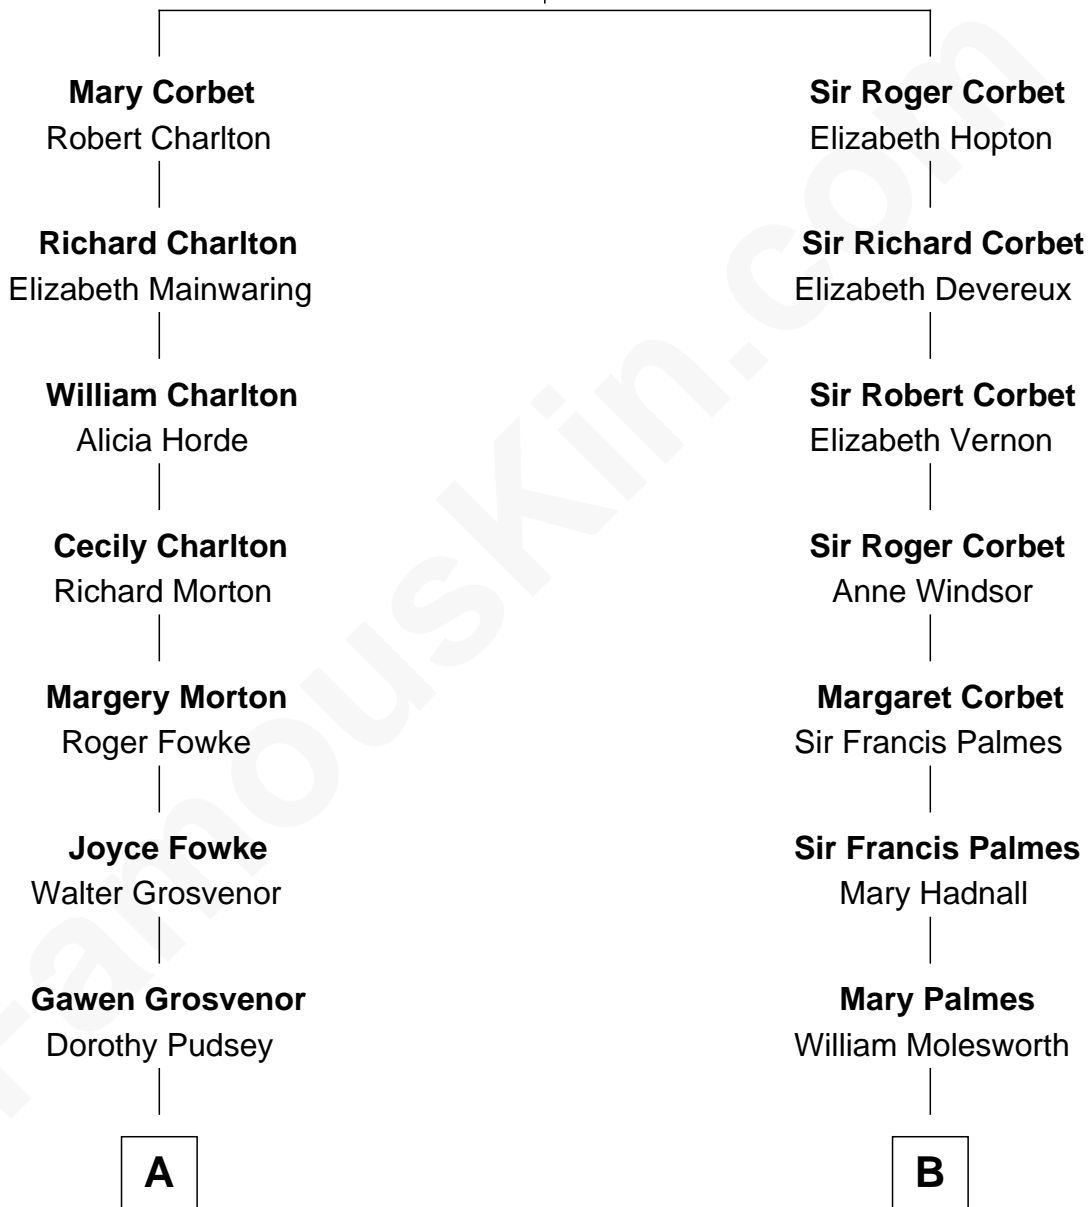 Mary Corbet
Robert Charlton
Sir Roger Corbet
Elizabeth Hopton
Richard Charlton
Elizabeth Mainwaring
Sir Richard Corbet
Elizabeth Devereux
William Charlton
Alicia Horde
Sir Robert Corbet
Elizabeth Vernon
Cecily Charlton
Richard Morton
Sir Roger Corbet
Anne Windsor
Margery Morton
Roger Fowke
Margaret Corbet
Sir Francis Palmes
Joyce Fowke
Walter Grosvenor
Sir Francis Palmes
Mary Hadnall
Gawen Grosvenor
Dorothy Pudsey
Mary Palmes
William Molesworth
A
B
FamousKin.com